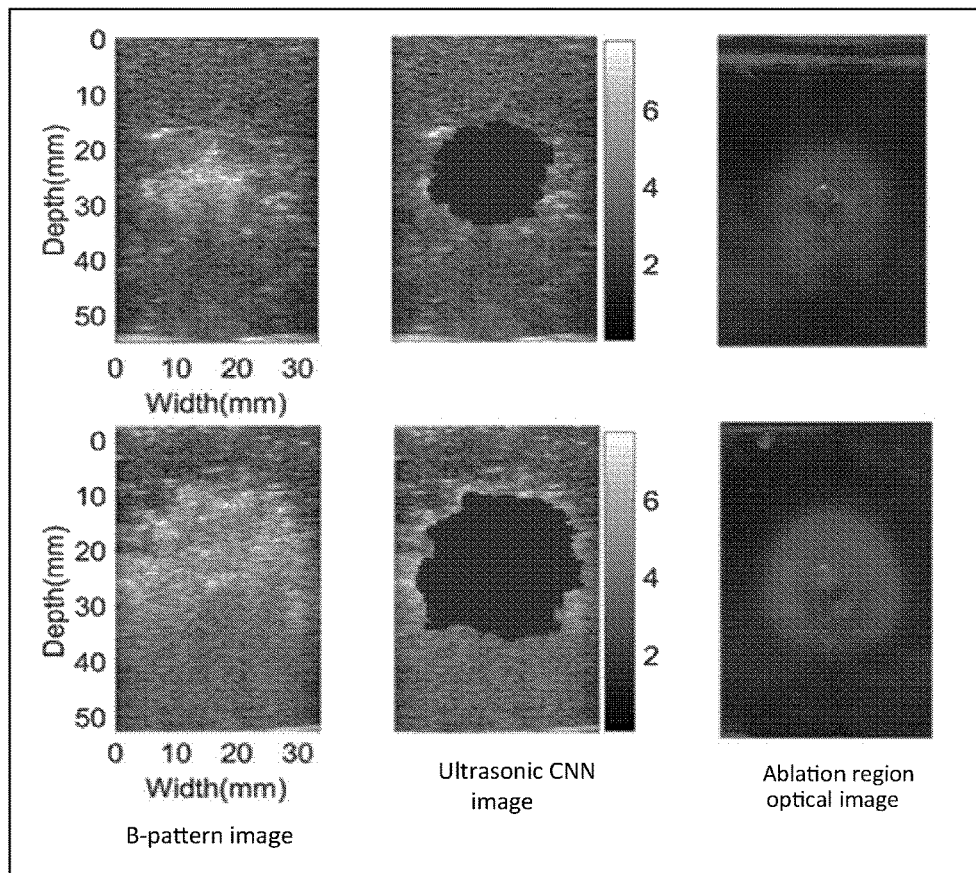 0
10
20
30
40
50
Depth(mm)
0 10 20 30
Width(mm)
6
4
2
0
10
20
30
40
50
Depth(mm)
0 10 20 30
Width(mm)
6
4
2
B-pattern image
Ultrasonic CNN
image
Ablation region
optical image